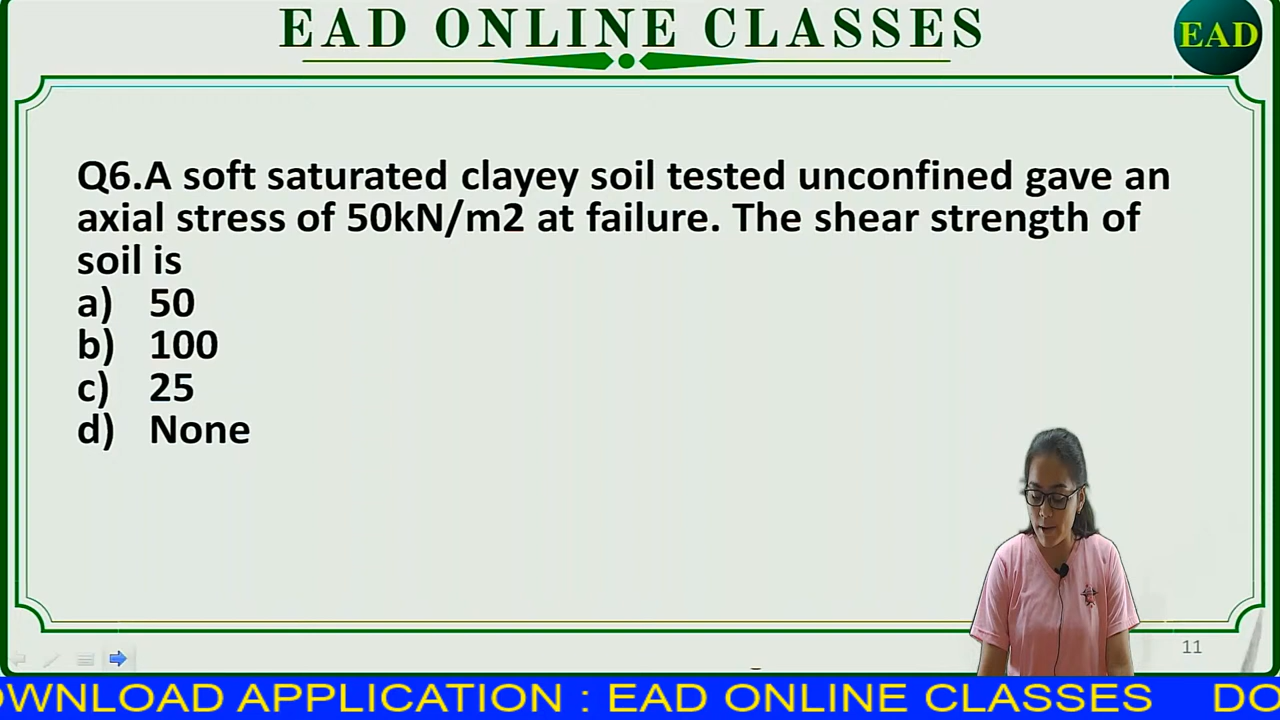 EAD ONLINE CLASSES
EAD
Q6.A soft saturated clayey soil tested unconfined gave an
axial stress of 50kN/m2 at failure. The shear strength of
soil is
a) 50
b) 100
c) 25
d) None
11
OWNLOAD APPLICATION : EAD ONLINE CLASSES DO